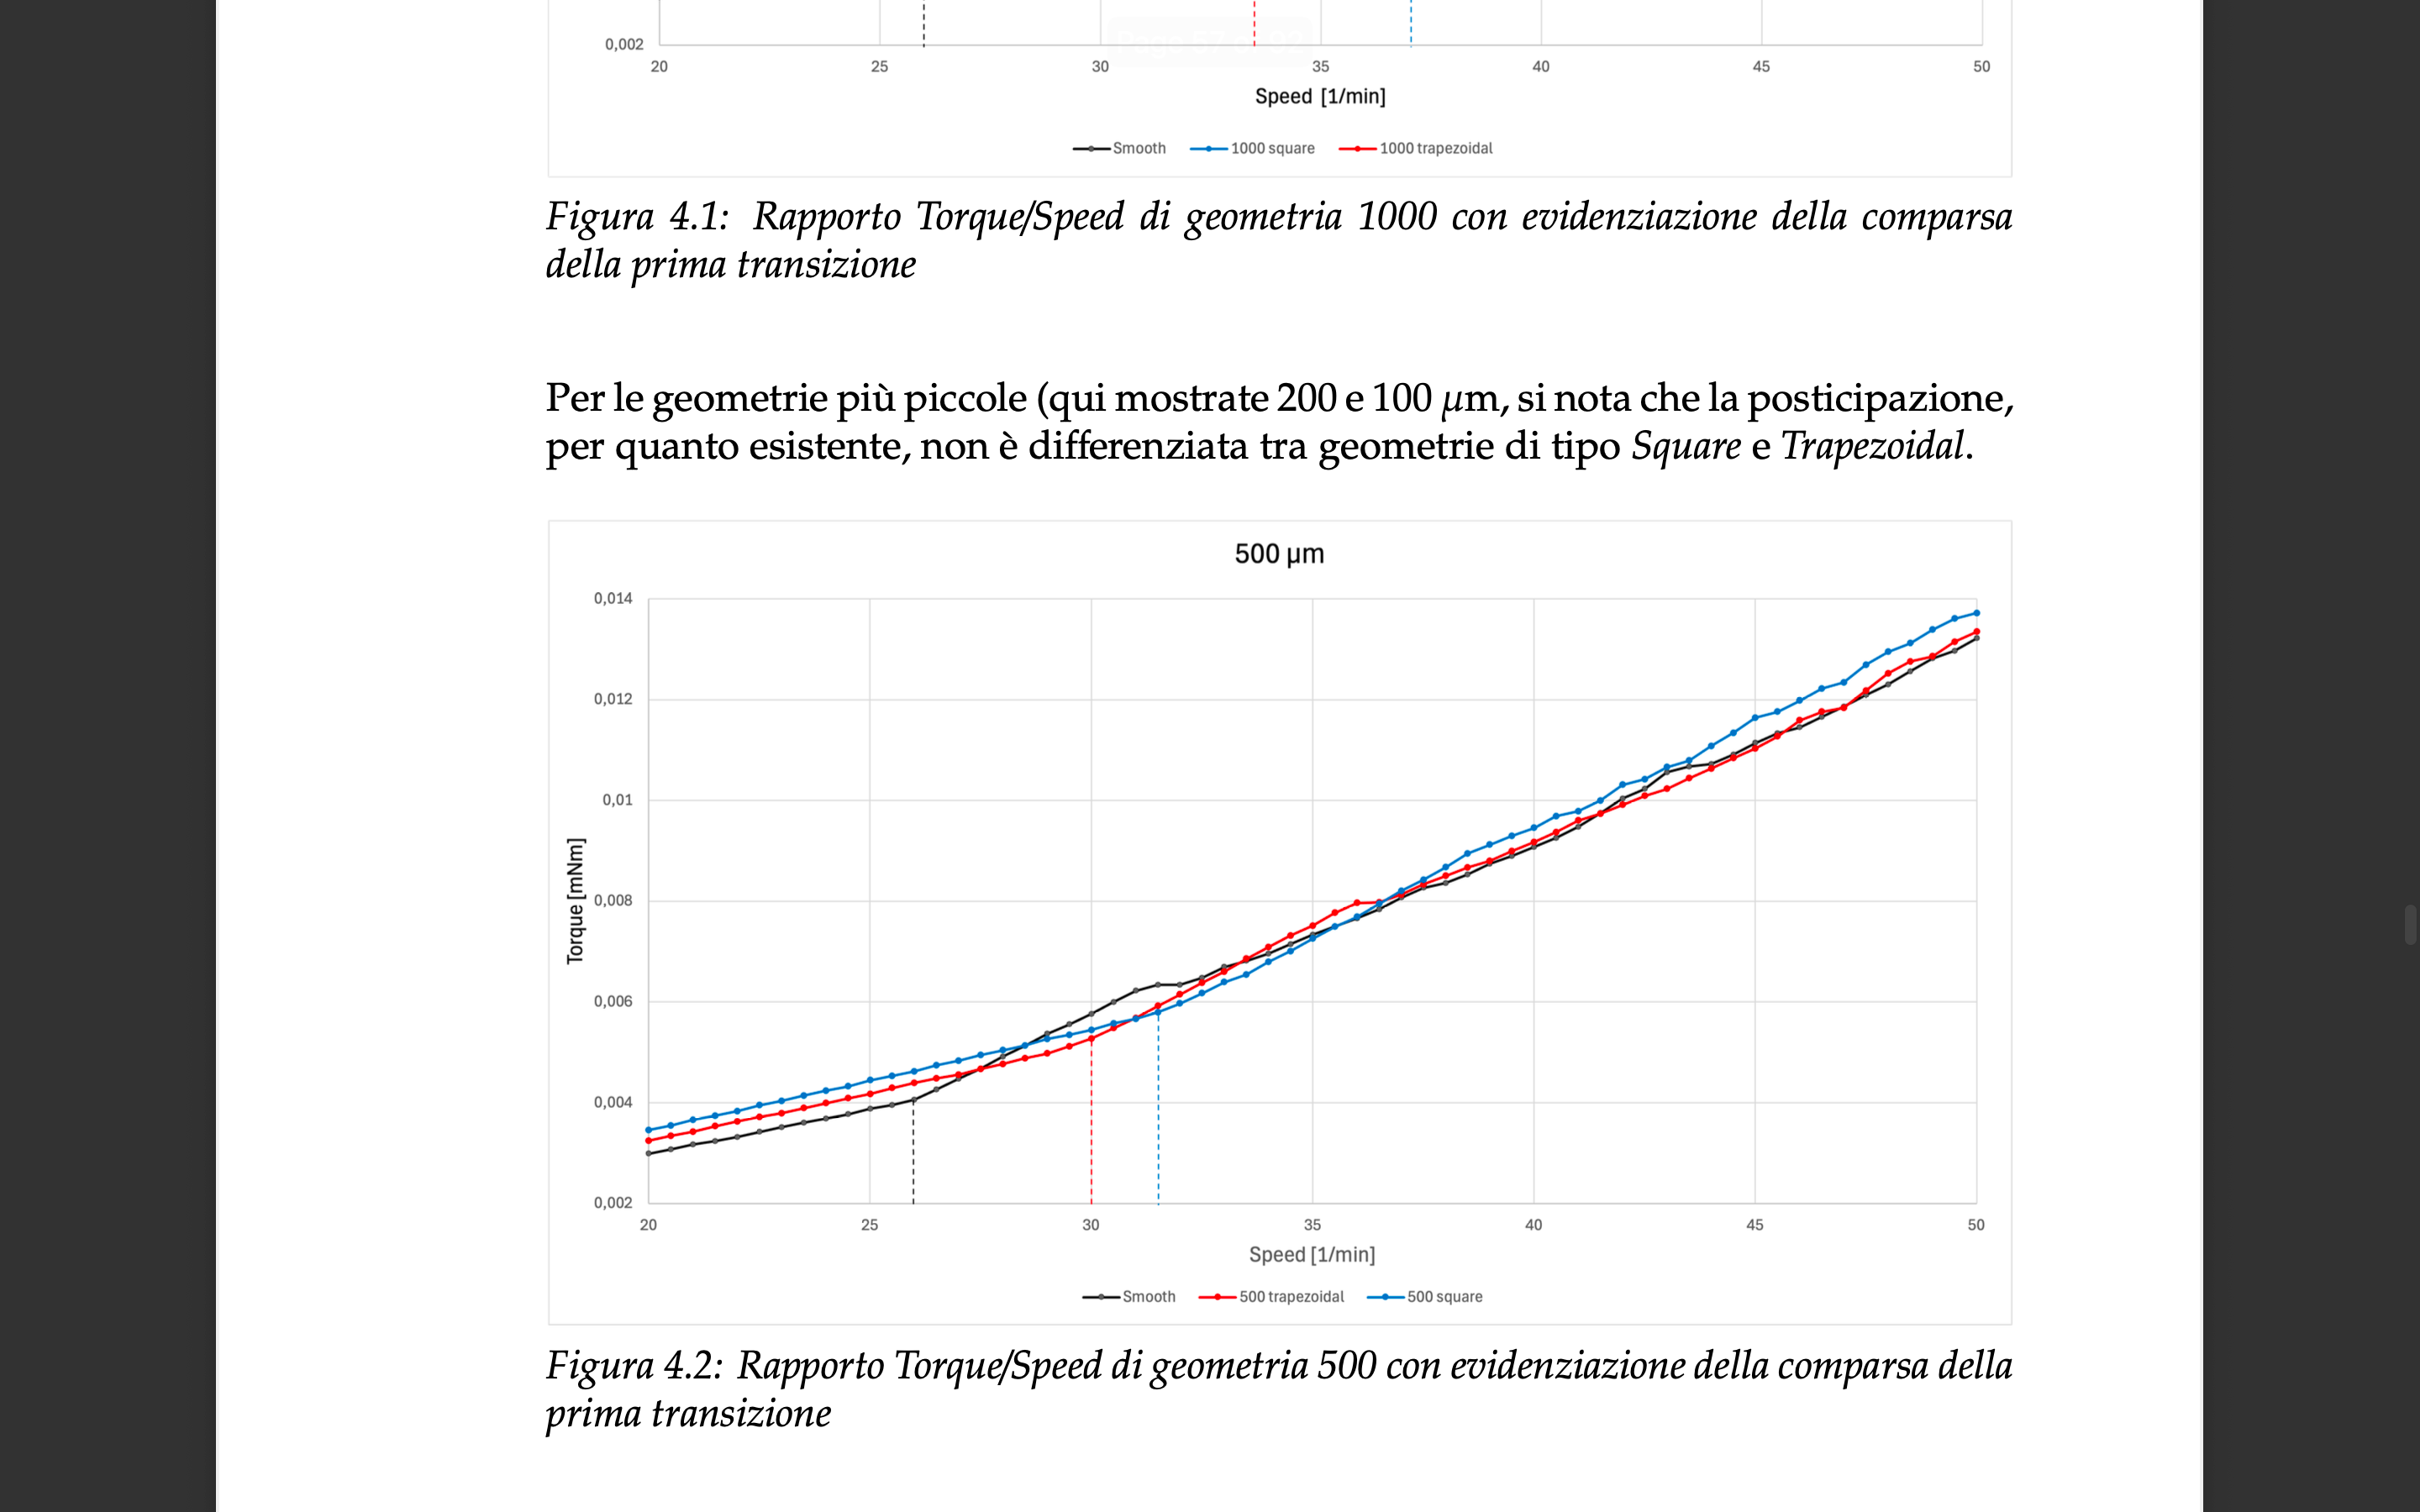 0,002
20 25 30 35 40 45 50
Speed [1/min]
Smooth 1000 square 1000 trapezoidal
Figura 4.1: Rapporto Torque/Speed di geometria 1000 con evidenziazione della comparsa
della prima transizione
Per le geometrie più piccole (qui mostrate 200 e 100 μm, si nota che la posticipazione,
per quanto esistente, non è differenziata tra geometrie di tipo Square e Trapezoidal.
500 µm
0,014
0,012
0,01
0,008
0,006
0,004
0,002
Torque [mNm]
20 25 30 35 40 45 50
Speed [1/min]
Smooth 500 trapezoidal 500 square
Figura 4.2: Rapporto Torque/Speed di geometria 500 con evidenziazione della comparsa della
prima transizione